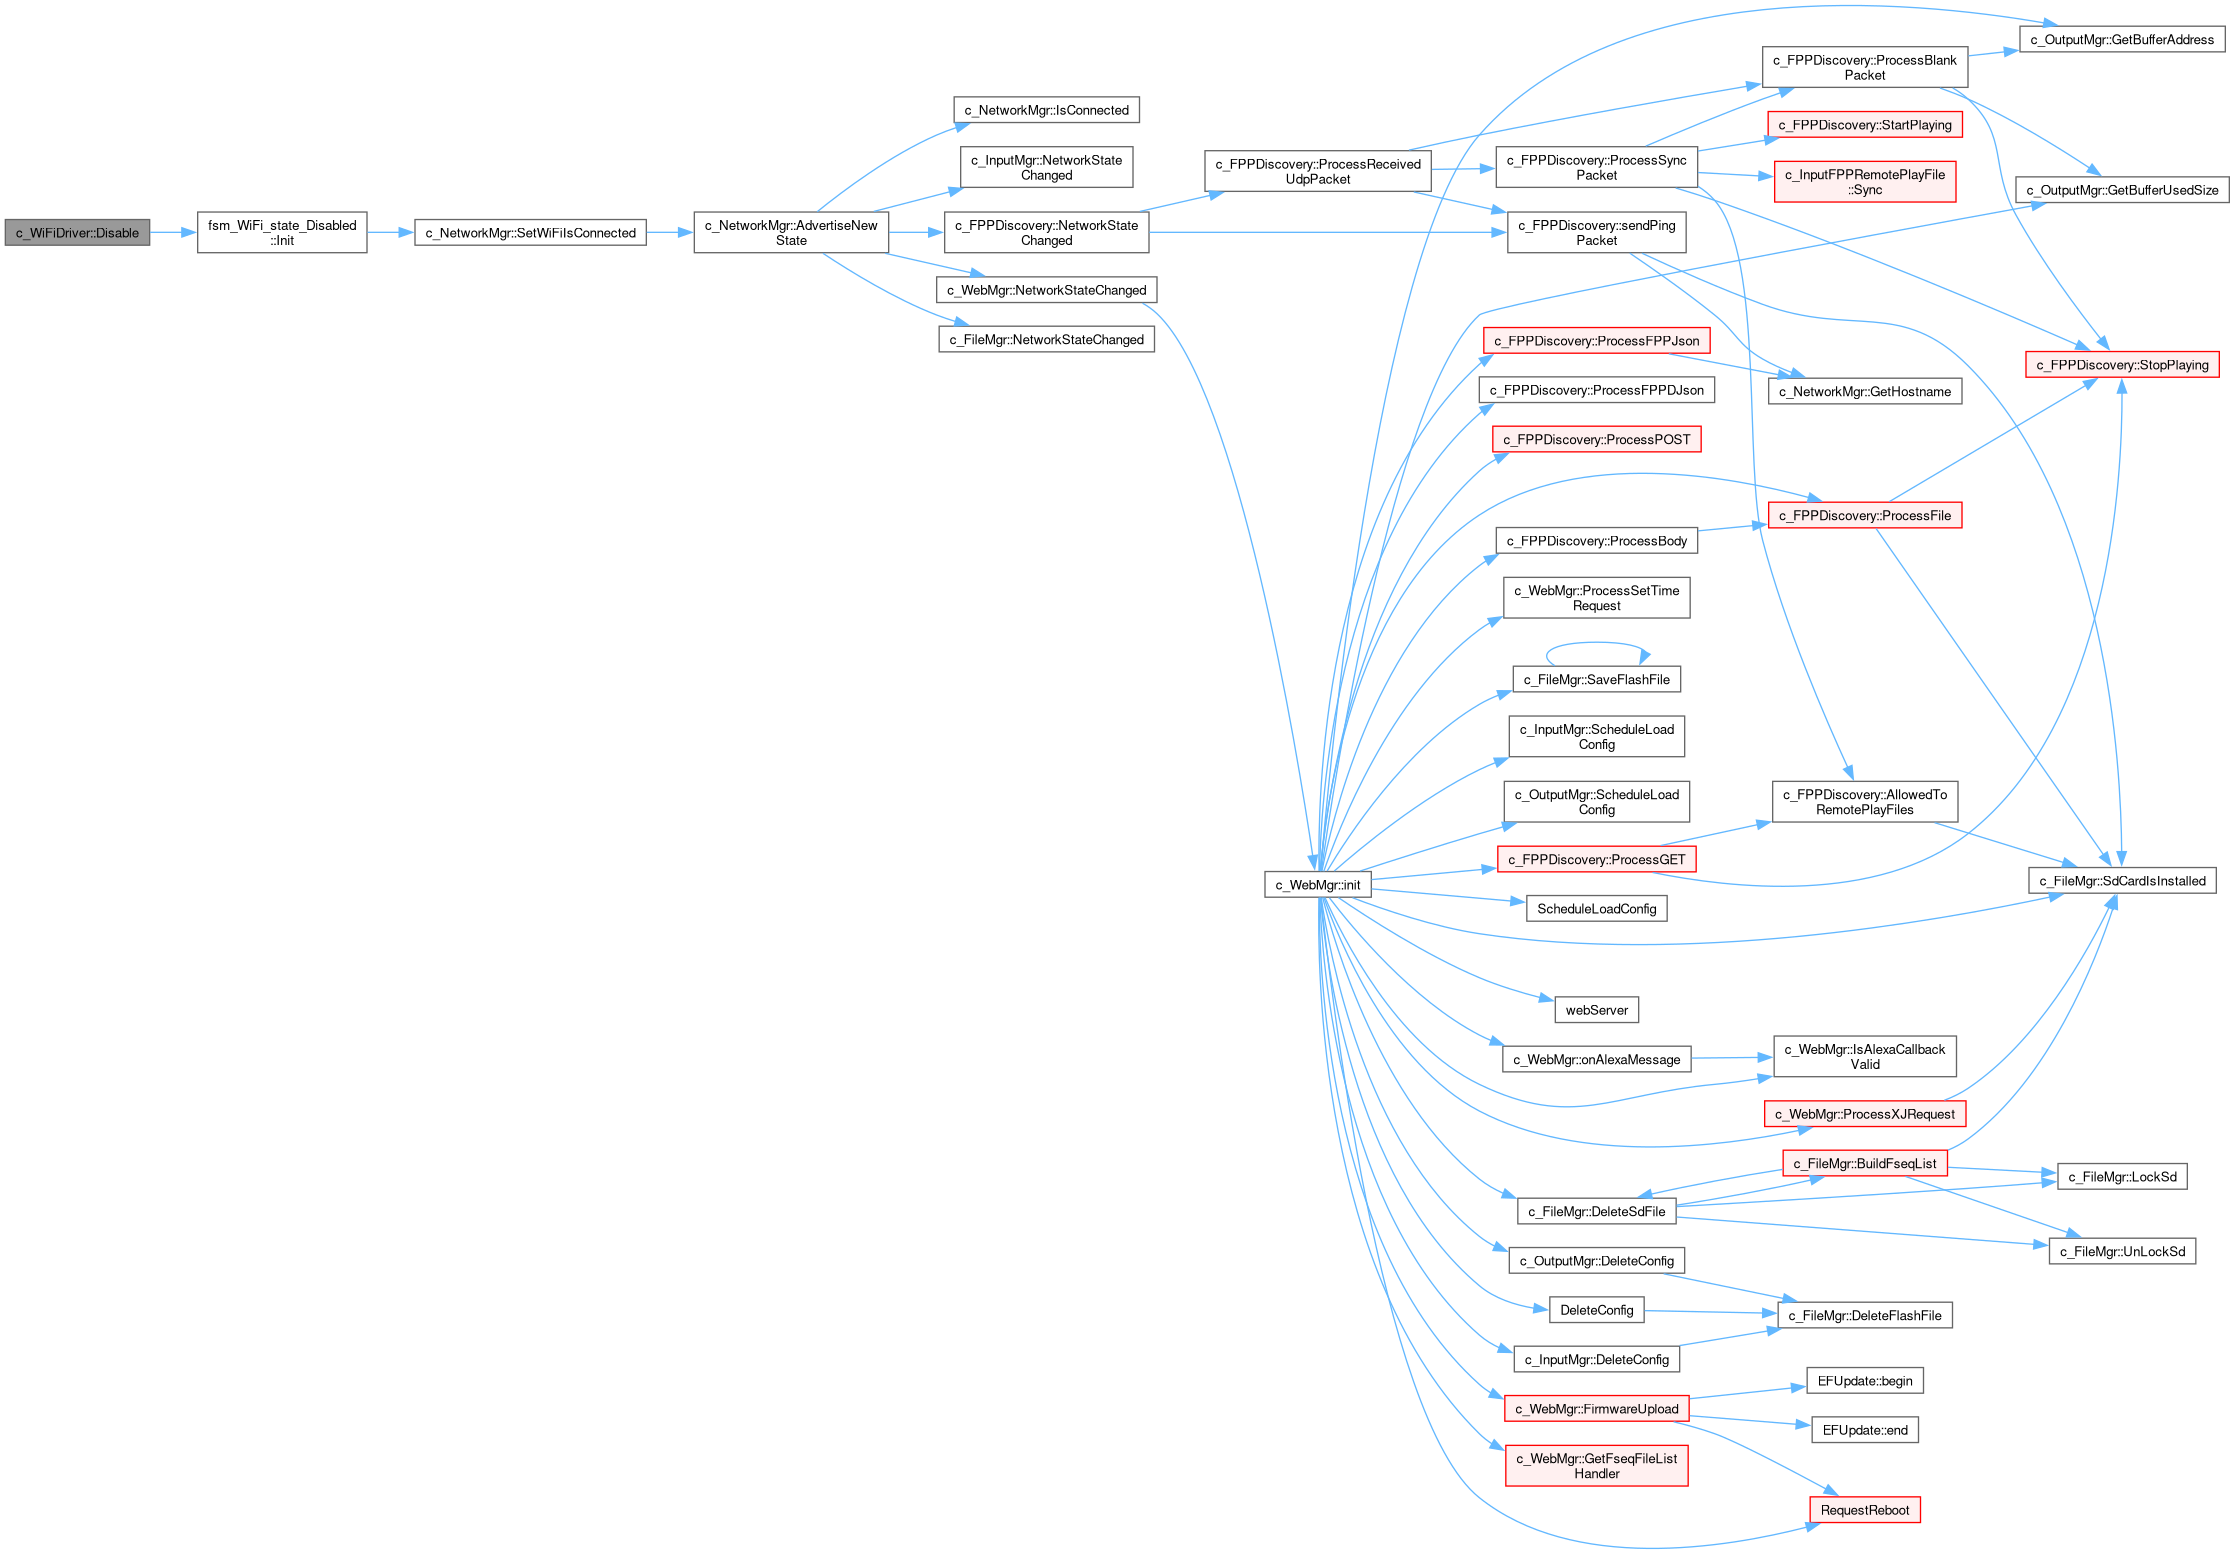 c_WiFiDriver::Disable
fsm_WiFi_state_Disabled
::Init
c_NetworkMgr::SetWiFiIsConnected
c_NetworkMgr::AdvertiseNew
State
c_NetworkMgr::IsConnected
c_InputMgr::NetworkState
Changed
c_FPPDiscovery::NetworkState
Changed
c_WebMgr::NetworkStateChanged
c_FileMgr::NetworkStateChanged
c_FPPDiscovery::ProcessReceived
UdpPacket
c_WebMgr::init
c_FPPDiscovery::ProcessSync
Packet
c_FPPDiscovery::sendPing
Packet
c_FPPDiscovery::ProcessFPPJson
c_FPPDiscovery::ProcessFPPDJson
c_FPPDiscovery::ProcessPOST
c_FPPDiscovery::ProcessBody
c_WebMgr::ProcessSetTime
Request
c_FileMgr::SaveFlashFile
c_InputMgr::ScheduleLoad
Config
c_OutputMgr::ScheduleLoad
Config
c_FPPDiscovery::ProcessGET
ScheduleLoadConfig
webServer
c_WebMgr::onAlexaMessage
c_FileMgr::DeleteSdFile
c_OutputMgr::DeleteConfig
DeleteConfig
c_InputMgr::DeleteConfig
c_WebMgr::FirmwareUpload
c_WebMgr::GetFseqFileList
Handler
c_FPPDiscovery::ProcessBlank
Packet
c_FPPDiscovery::StartPlaying
c_InputFPPRemotePlayFile
::Sync
c_NetworkMgr::GetHostname
c_FPPDiscovery::ProcessFile
c_FPPDiscovery::AllowedTo
RemotePlayFiles
c_WebMgr::IsAlexaCallback
Valid
c_WebMgr::ProcessXJRequest
c_FileMgr::BuildFseqList
c_FileMgr::DeleteFlashFile
EFUpdate::begin
EFUpdate::end
RequestReboot
c_OutputMgr::GetBufferAddress
c_OutputMgr::GetBufferUsedSize
c_FPPDiscovery::StopPlaying
c_FileMgr::SdCardIsInstalled
c_FileMgr::LockSd
c_FileMgr::UnLockSd